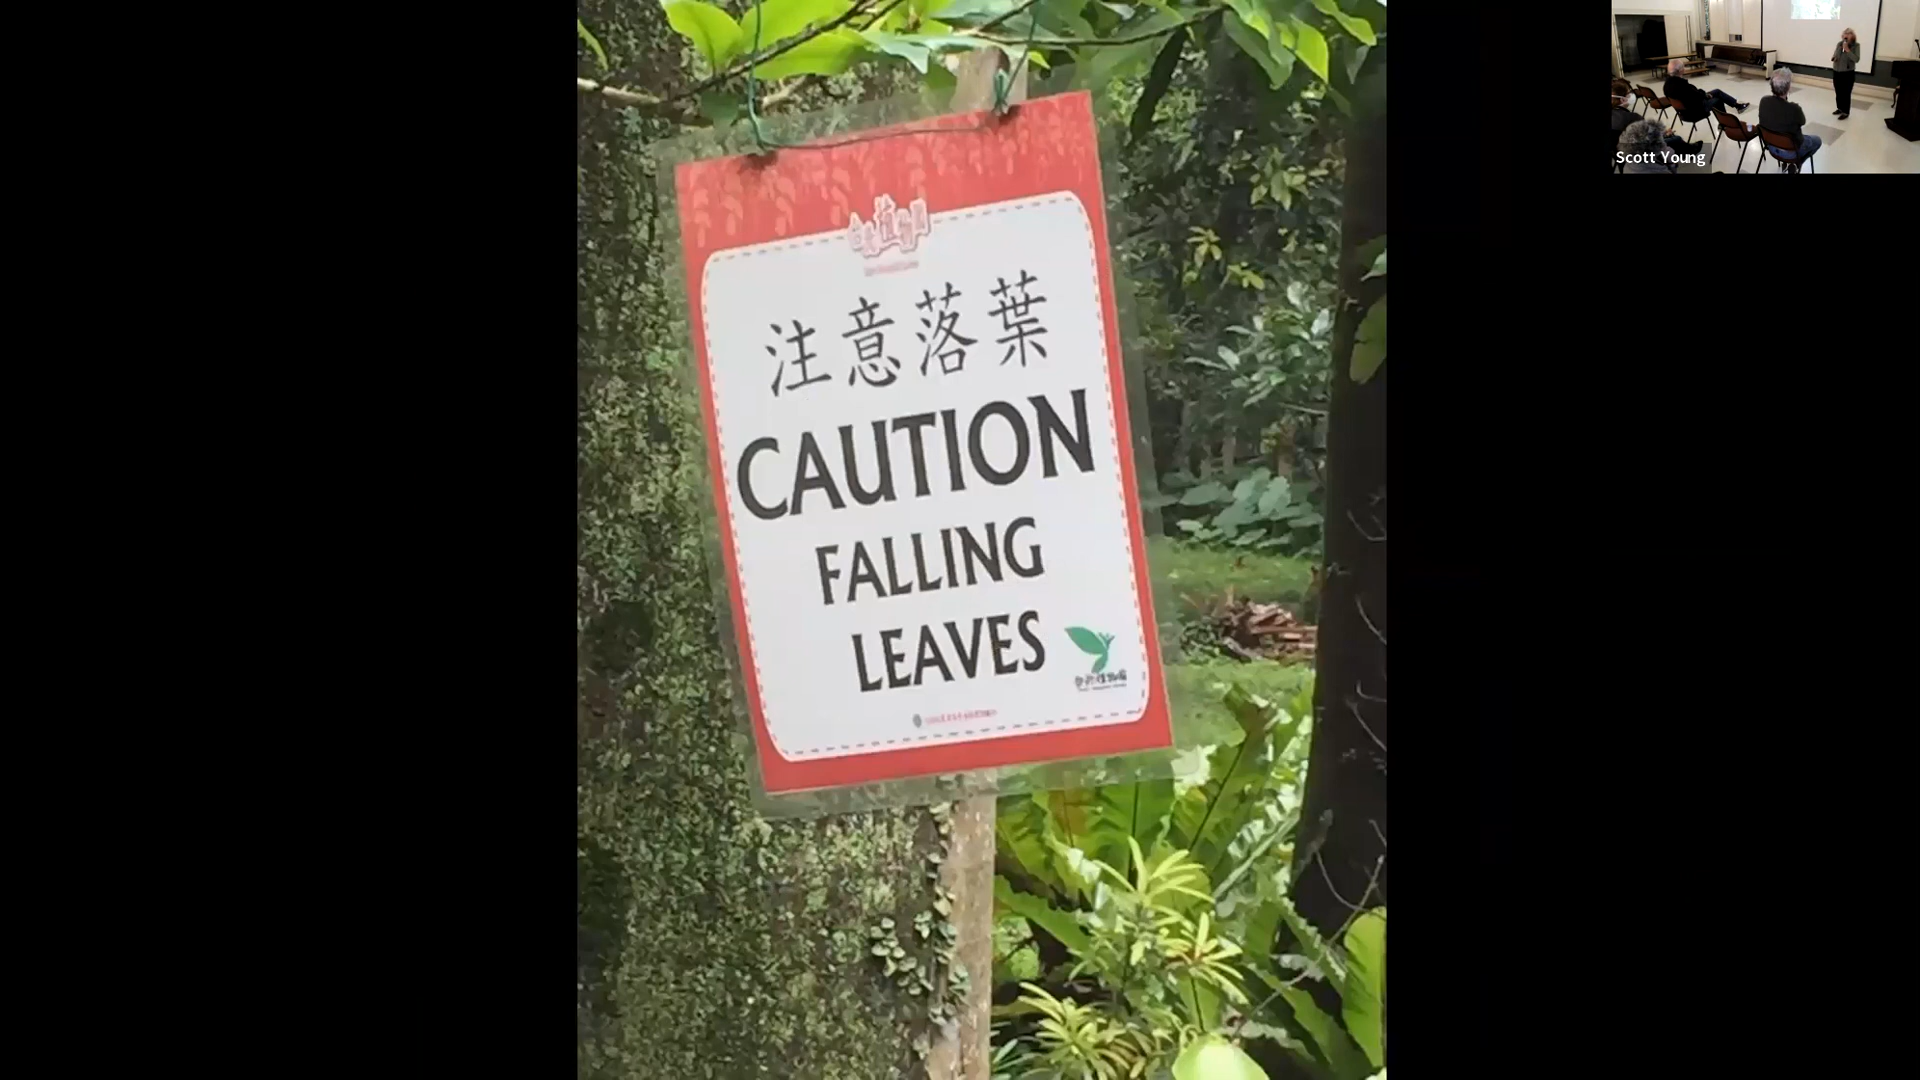 注意落葉
CAUTION
FALLING
LEAVES
Scott Young